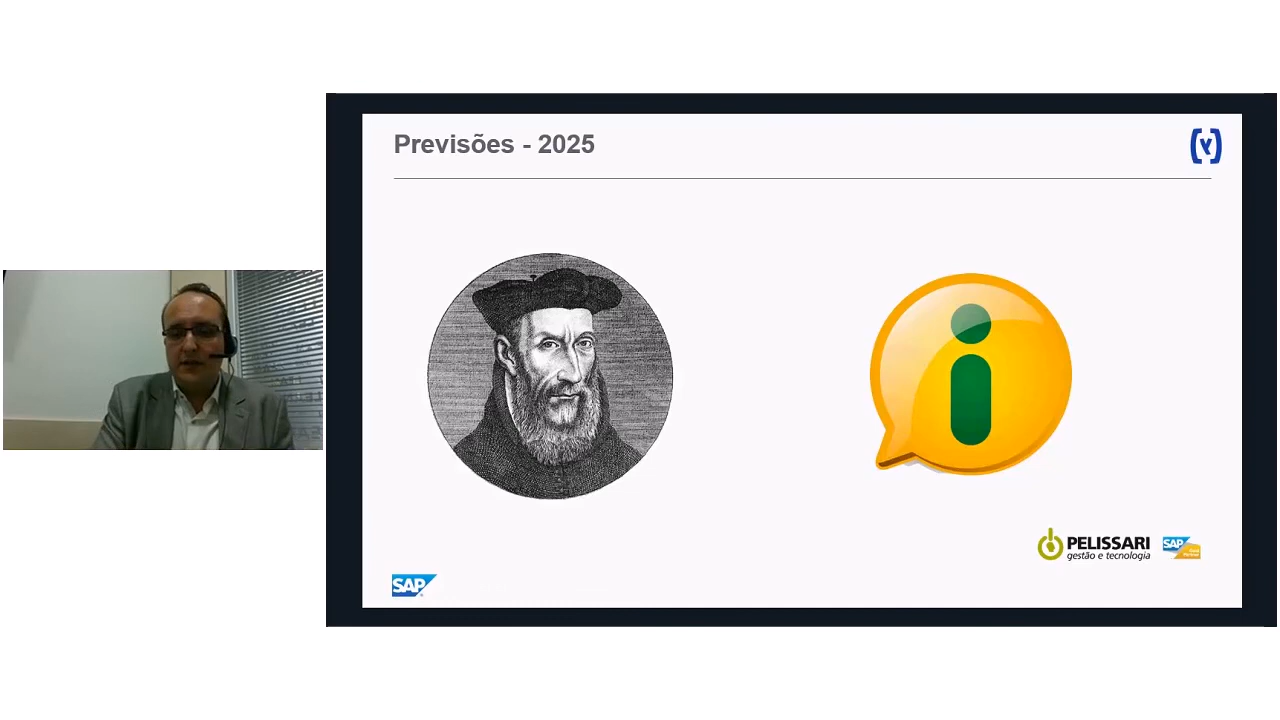 Previsões - 2025
PELISSARI
gestão e tecnologia
SAP
SAP